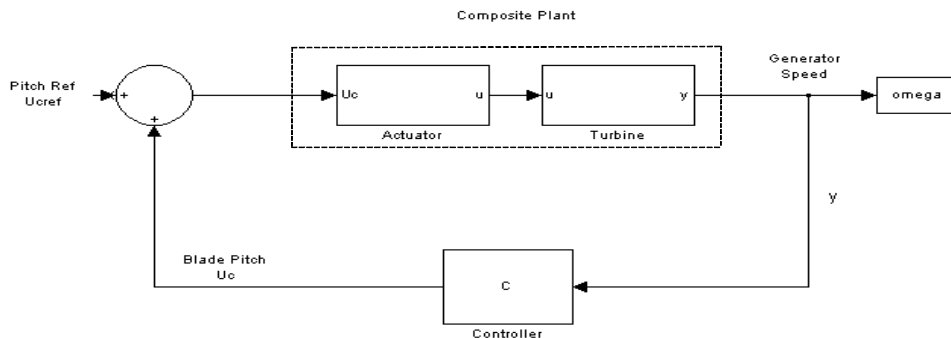 Composite Plant
Pitch Ref
Ucref
+
+
Uc
u
Actuator
u
y
Turbine
Generator
Speed
omega
y
Blade Pitch
Uc
C
Controller